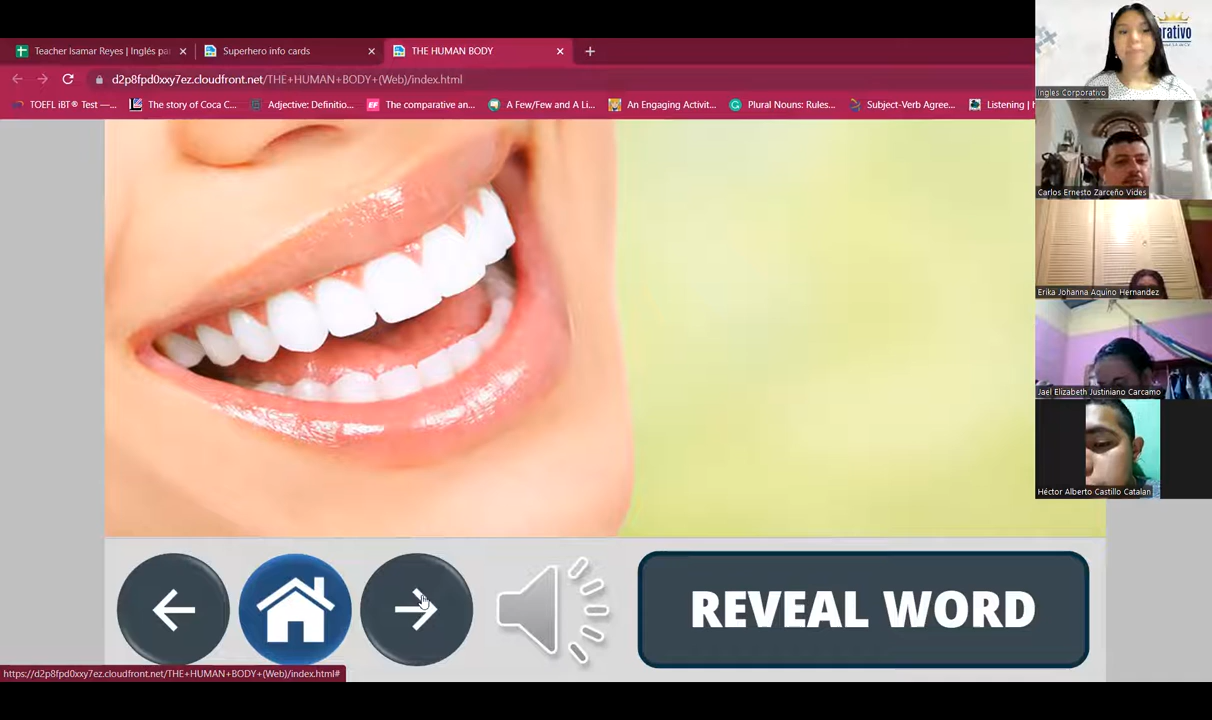 Teacher Isamar Reyes | Inglés pa
Superhero info cards
THE HUMAN BODY
d2p8fpd0xxy7ez.cloudfront.net/THE+HUMAN+BODY+(Web)/index.html
TOEFL iBT® Test —...
The story of Coca C...
Adjective: Definitio...
EF The comparative an...
A Few/Few and A Li...
An Engaging Activit...
Plural Nouns: Rules...
Subject-Verb Agree...
Listening |
Ingles Corporativo
Carlos Ernesto Zarceño Vides
Erika Johanna Aquino Hernandez
Jael Elizabeth Justiniano Carcamo
Héctor Alberto Castillo Catalan
REVEAL WORD
https://d2p8fpd0xxy7ez.cloudfront.net/THE+HUMAN+BODY+(Web)/index.html#